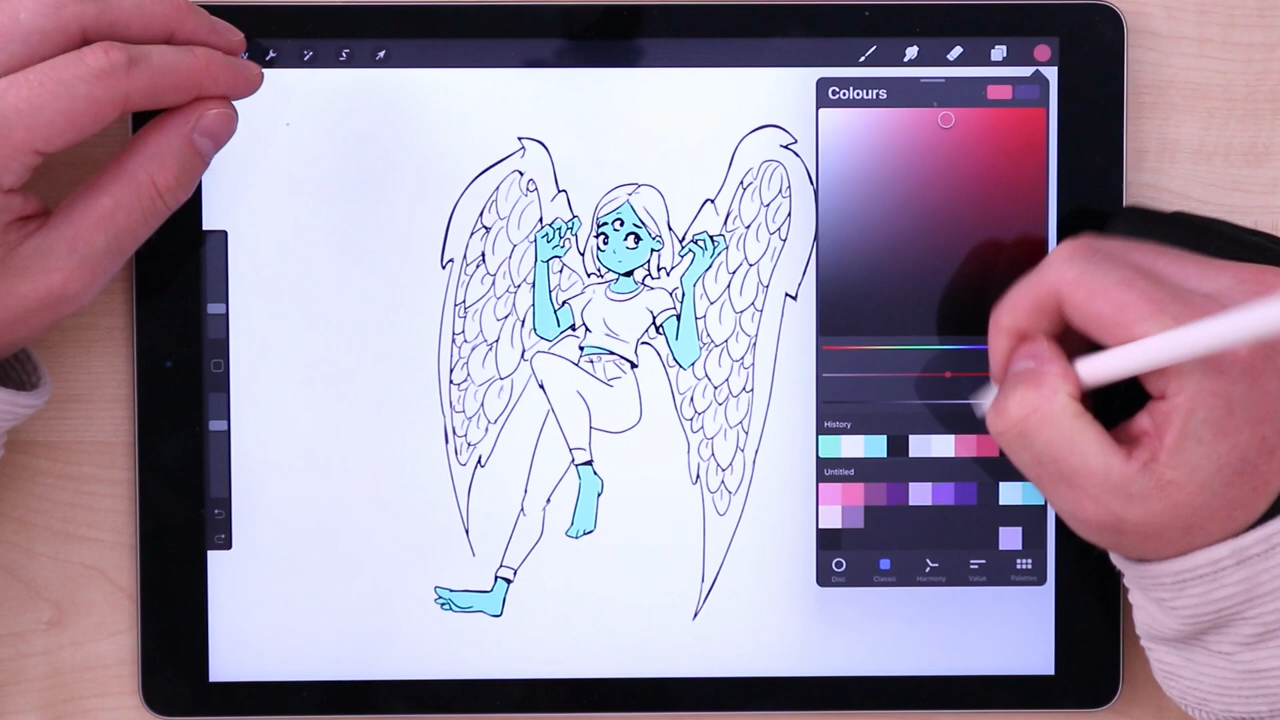 Colours
History
Untitled
Disc
Classic
Harmony
Value
Palettes